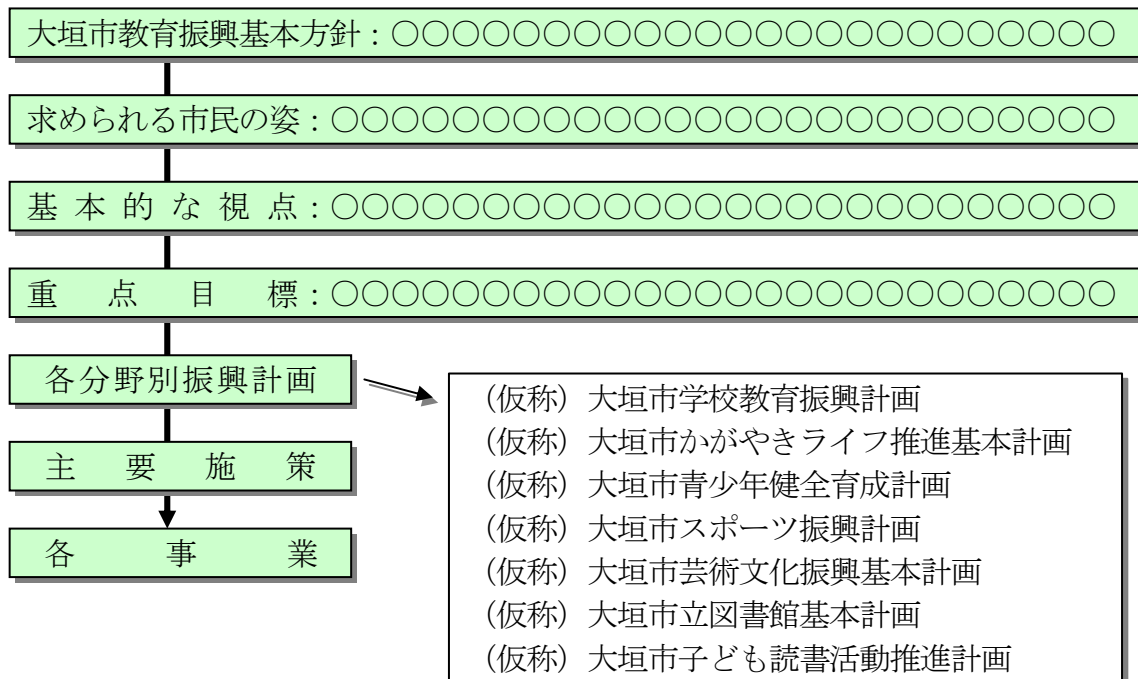 大垣市教育振興基本方針：○○○○○○○○○○○○○○○○○○○○○○○○
求められる市民の姿：○○○○○○○○○○○○○○○○○○○○○○○○○○
基本的な視点：○○○○○○○○○○○○○○○○○○○○○○○○○○
重点目標：○○○○○○○○○○○○○○○○○○○○○○○○○○
各分野別振興計画
主要施策
各事業
（仮称）大垣市学校教育振興計画
（仮称）大垣市かがやきライフ推進基本計画
（仮称）大垣市青少年健全育成計画
（仮称）大垣市スポーツ振興計画
（仮称）大垣市芸術文化振興基本計画
（仮称）大垣市立図書館基本計画
（仮称）大垣市子ども読書活動推進計画